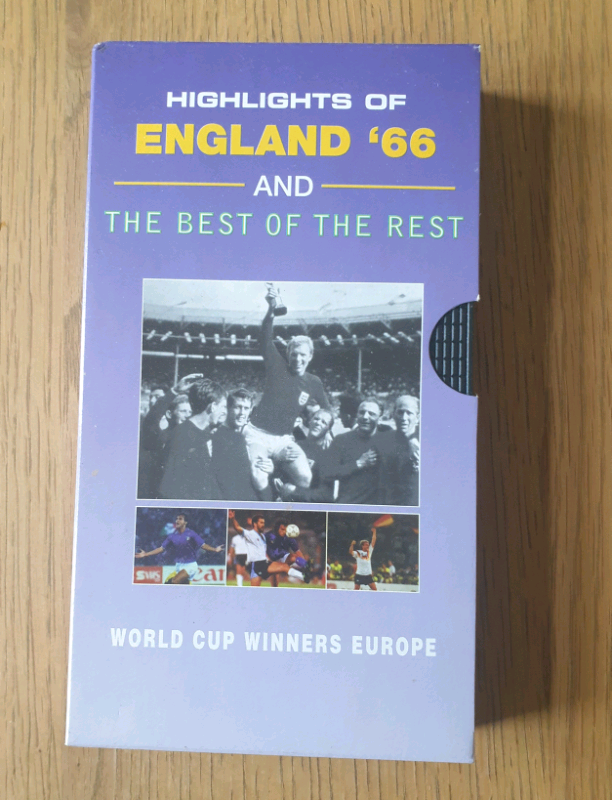 HIGHLIGHTS OF
ENGLAND ‘66
AND
THE BEST OF THE REST
WORLD CUP WINNERS EUROPE